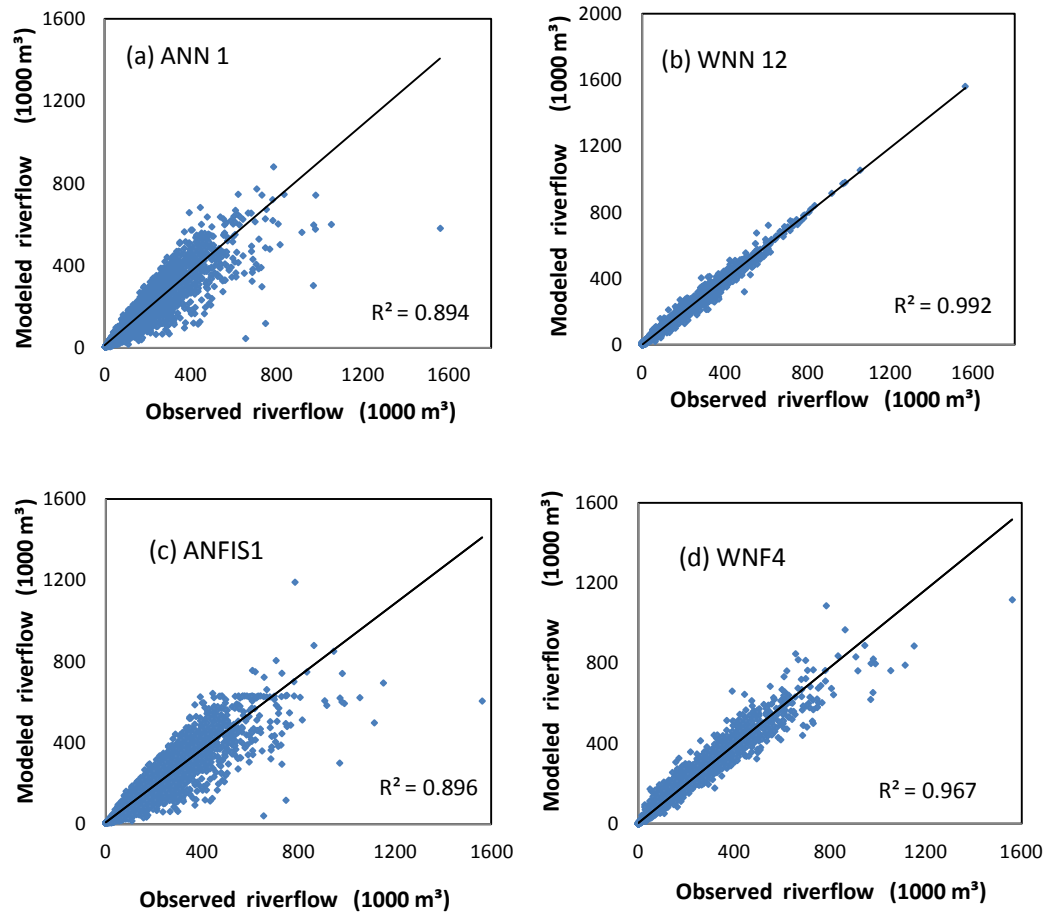 (a) ANN 1
Modeled riverflow (1000 m³)
1600
1200
800
400
0
R² = 0.894
0 400 800 1200 1600
Observed riverflow (1000 m³)
(b) WNN 12
Modeled riverflow (1000 m³)
2000
1600
1200
800
400
0
R² = 0.992
0 400 800 1200 1600
Observed riverflow (1000 m³)
(c) ANFIS1
Modeled riverflow (1000 m³)
1600
1200
800
400
0
R² = 0.896
0 400 800 1200 1600
Observed riverflow (1000 m³)
(d) WNF4
Modeled riverflow (1000 m³)
1600
1200
800
400
0
R² = 0.967
0 400 800 1200 1600
Observed riverflow (1000 m³)